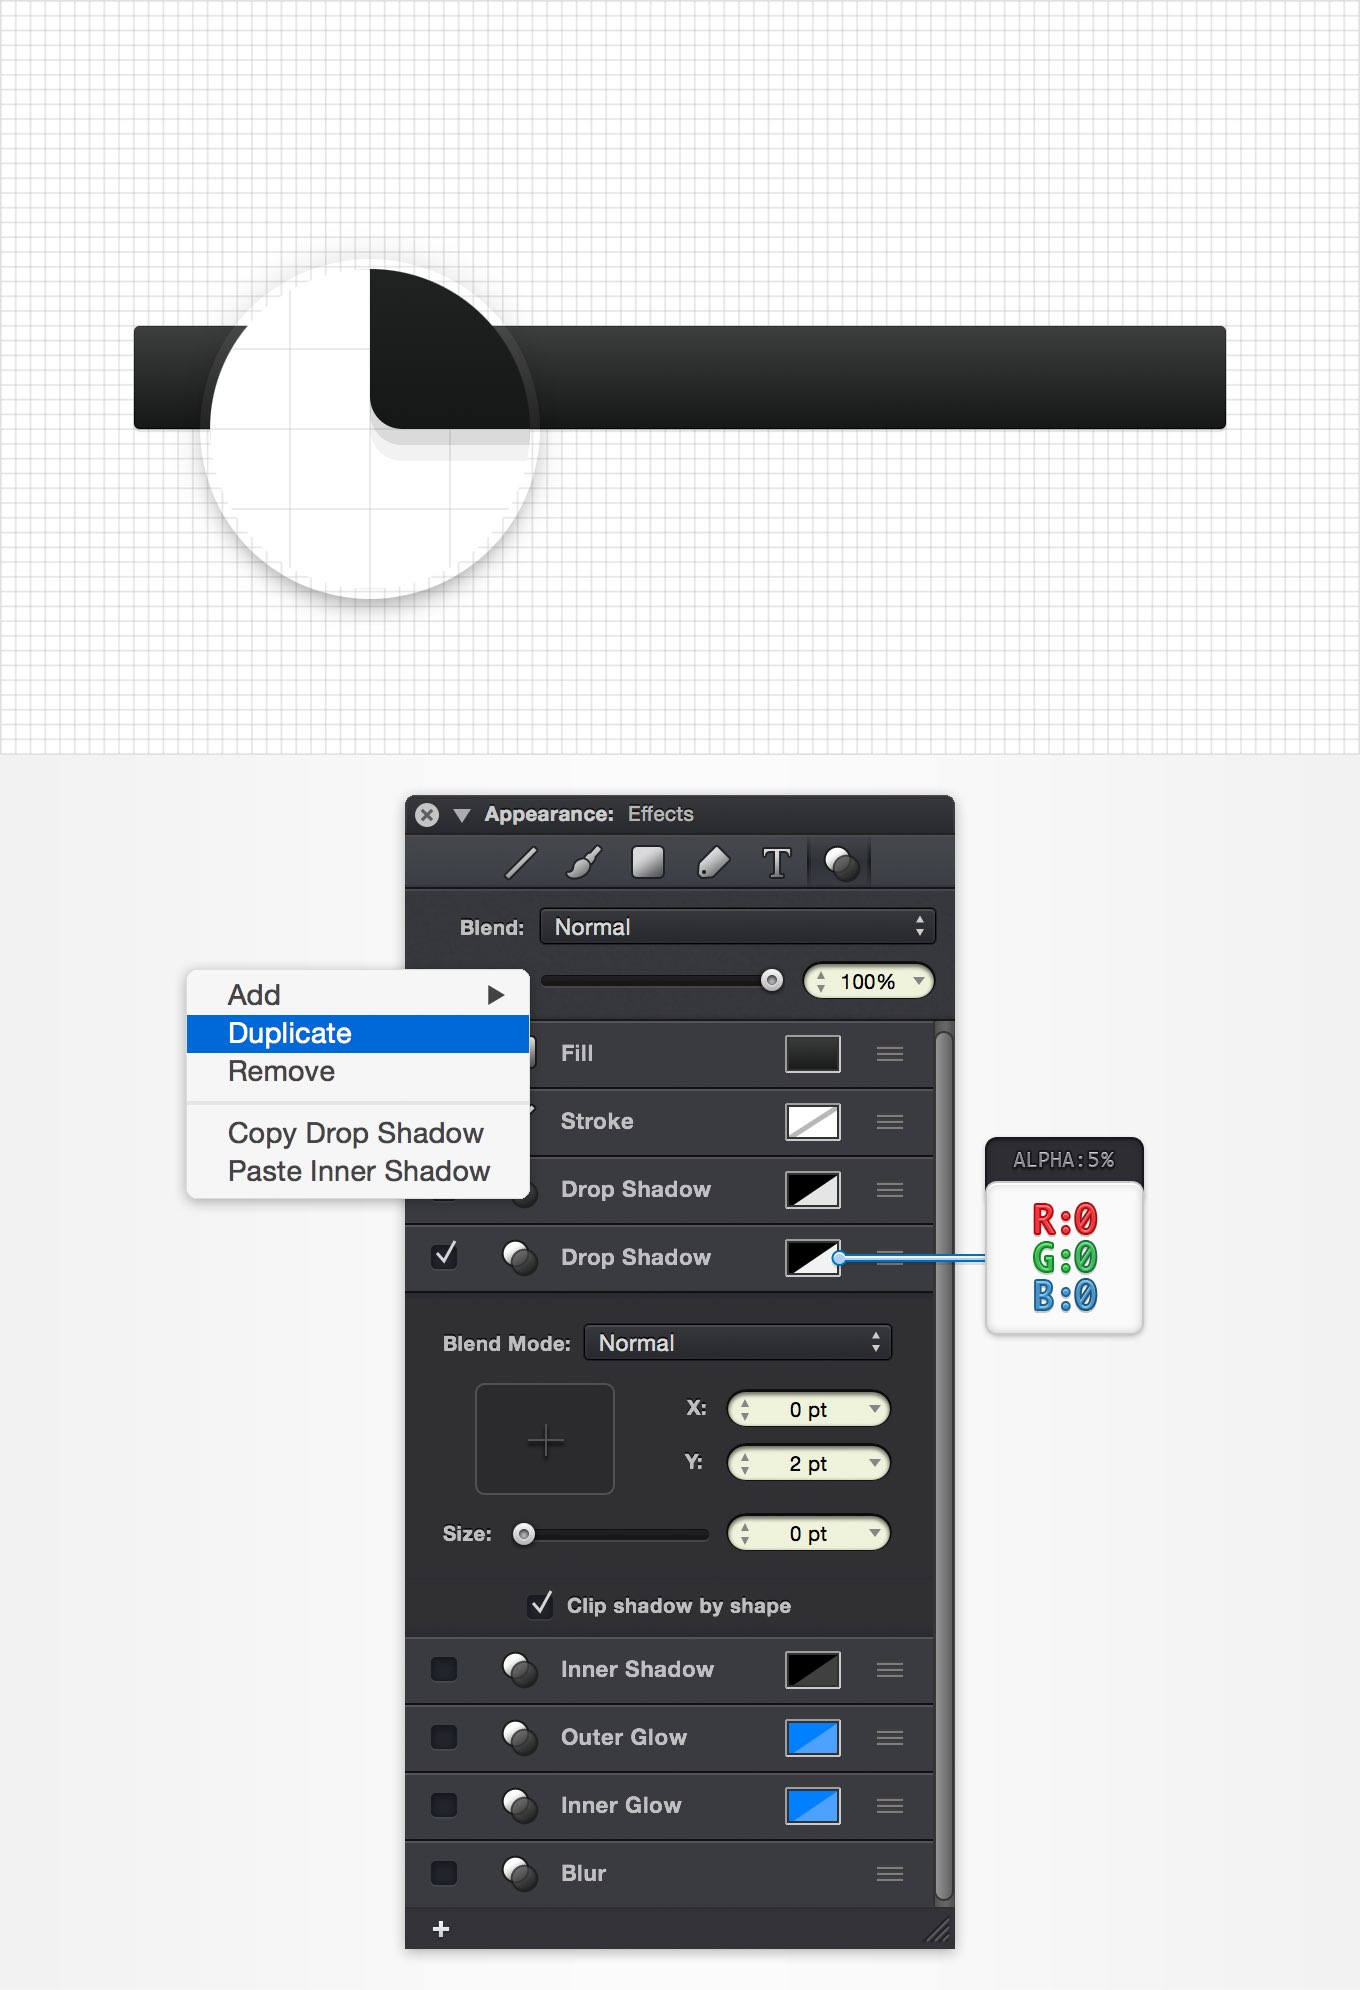 Appearance: Effects
T
Blend: Normal
100%
Add
Duplicate
Remove
Copy Drop Shadow
Paste Inner Shadow
Fill
Stroke
Drop Shadow
Drop Shadow
ALPHA:5%
R:0
G:0
B:0
Blend Mode: Normal
X: 0 pt
Y: 2 pt
Size: 0 pt
Clip shadow by shape
Inner Shadow
Outer Glow
Inner Glow
Blur